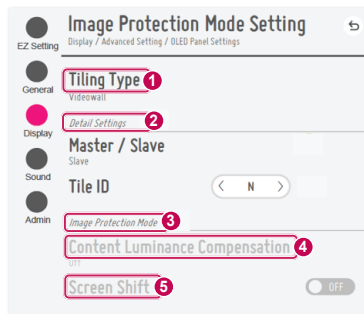 Image Protection Mode Setting
Display / Advanced Setting / OLED Panel Settings
EZ Setting
General
Display
Sound
Admin
Tiling Type 1
Videowall
Detail Settings 2
Master / Slave
Slave
Tile ID
< N >
Image Protection Mode 3
Content Luminance Compensation 4
Off
Screen Shift 5
OFF